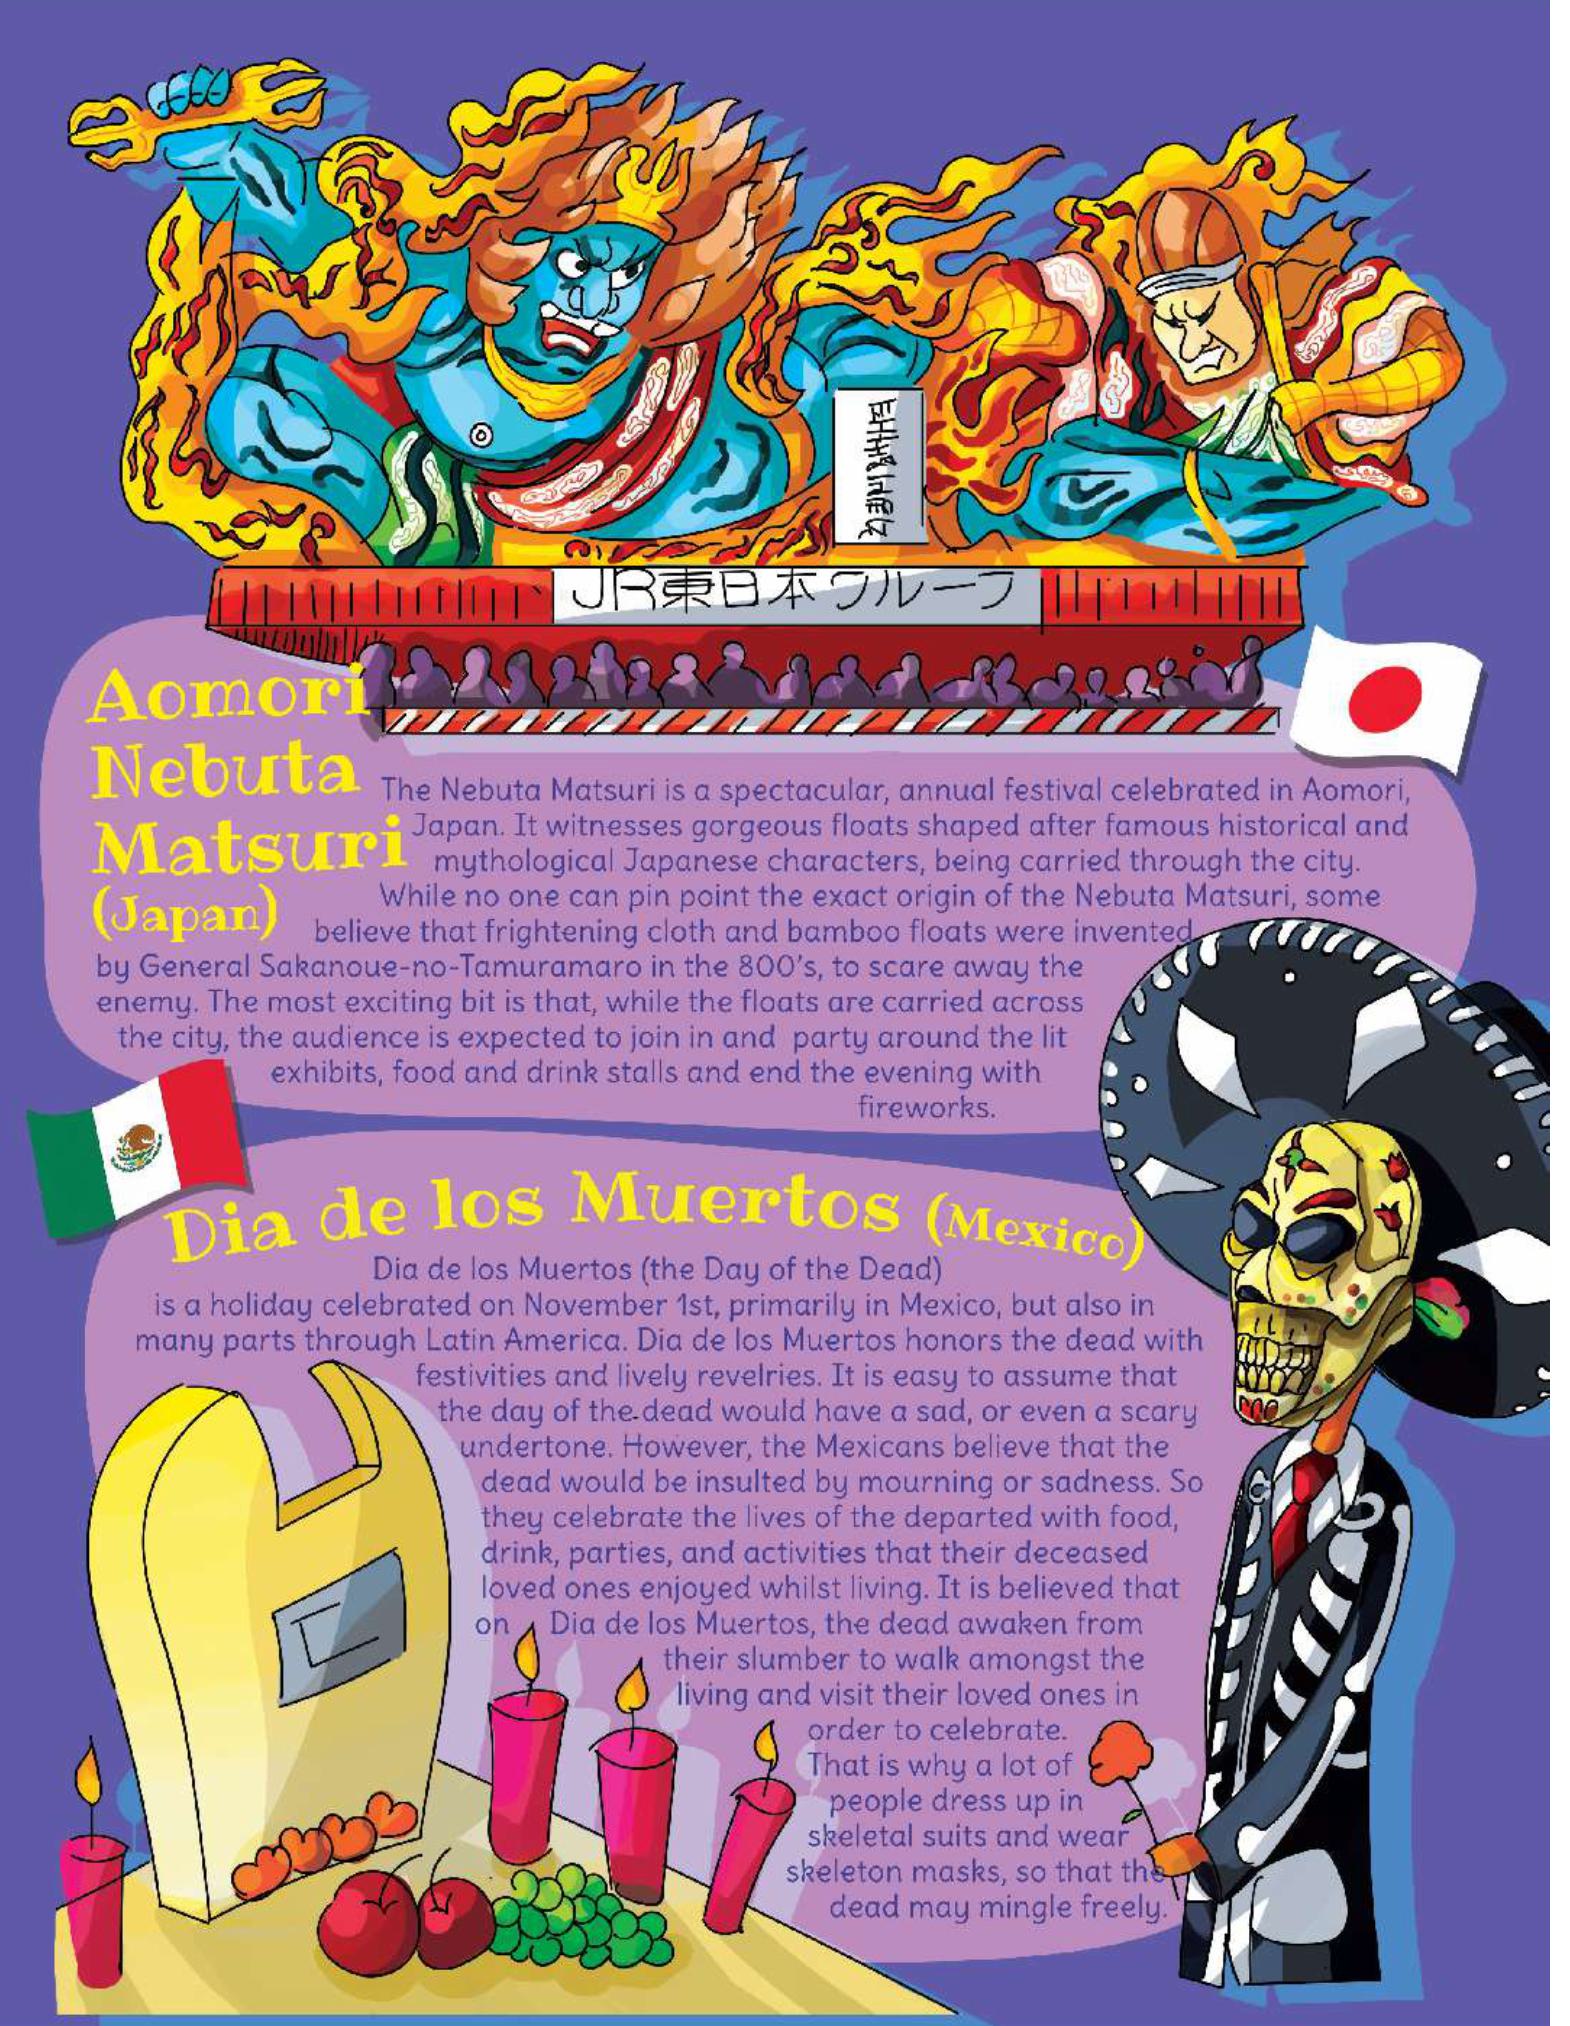 JR東日本グループ
Aomori
Nebuta
Matsuri
(Japan)
The Nebuta Matsuri is a spectacular, annual festival celebrated in Aomori,
Japan. It witnesses gorgeous floats shaped after famous historical and
mythological Japanese characters, being carried through the city.
While no one can pin point the exact origin of the Nebuta Matsuri, some
believe that frightening cloth and bamboo floats were invented
by General Sakanoue-no-Tamuramaro in the 800's, to scare away the
enemy. The most exciting bit is that, while the floats are carried across
the city, the audience is expected to join in and party around the lit
exhibits, food and drink stalls and end the evening with
fireworks.
Dia de los Muertos (Mexico)
Dia de los Muertos (the Day of the Dead)
is a holiday celebrated on November 1st, primarily in Mexico, but also in
many parts through Latin America. Dia de los Muertos honors the dead with
festivities and lively revelries. It is easy to assume that
the day of the dead would have a sad, or even a scary
undertone. However, the Mexicans believe that the
dead would be insulted by mourning or sadness. So
they celebrate the lives of the departed with food,
drink, parties, and activities that their deceased
loved ones enjoyed whilst living. It is believed that
on Dia de los Muertos, the dead awaken from
their slumber to walk amongst the
living and visit their loved ones in
order to celebrate.
That is why a lot of
people dress up in
skeletal suits and wear
skeleton masks, so that the
dead may mingle freely.